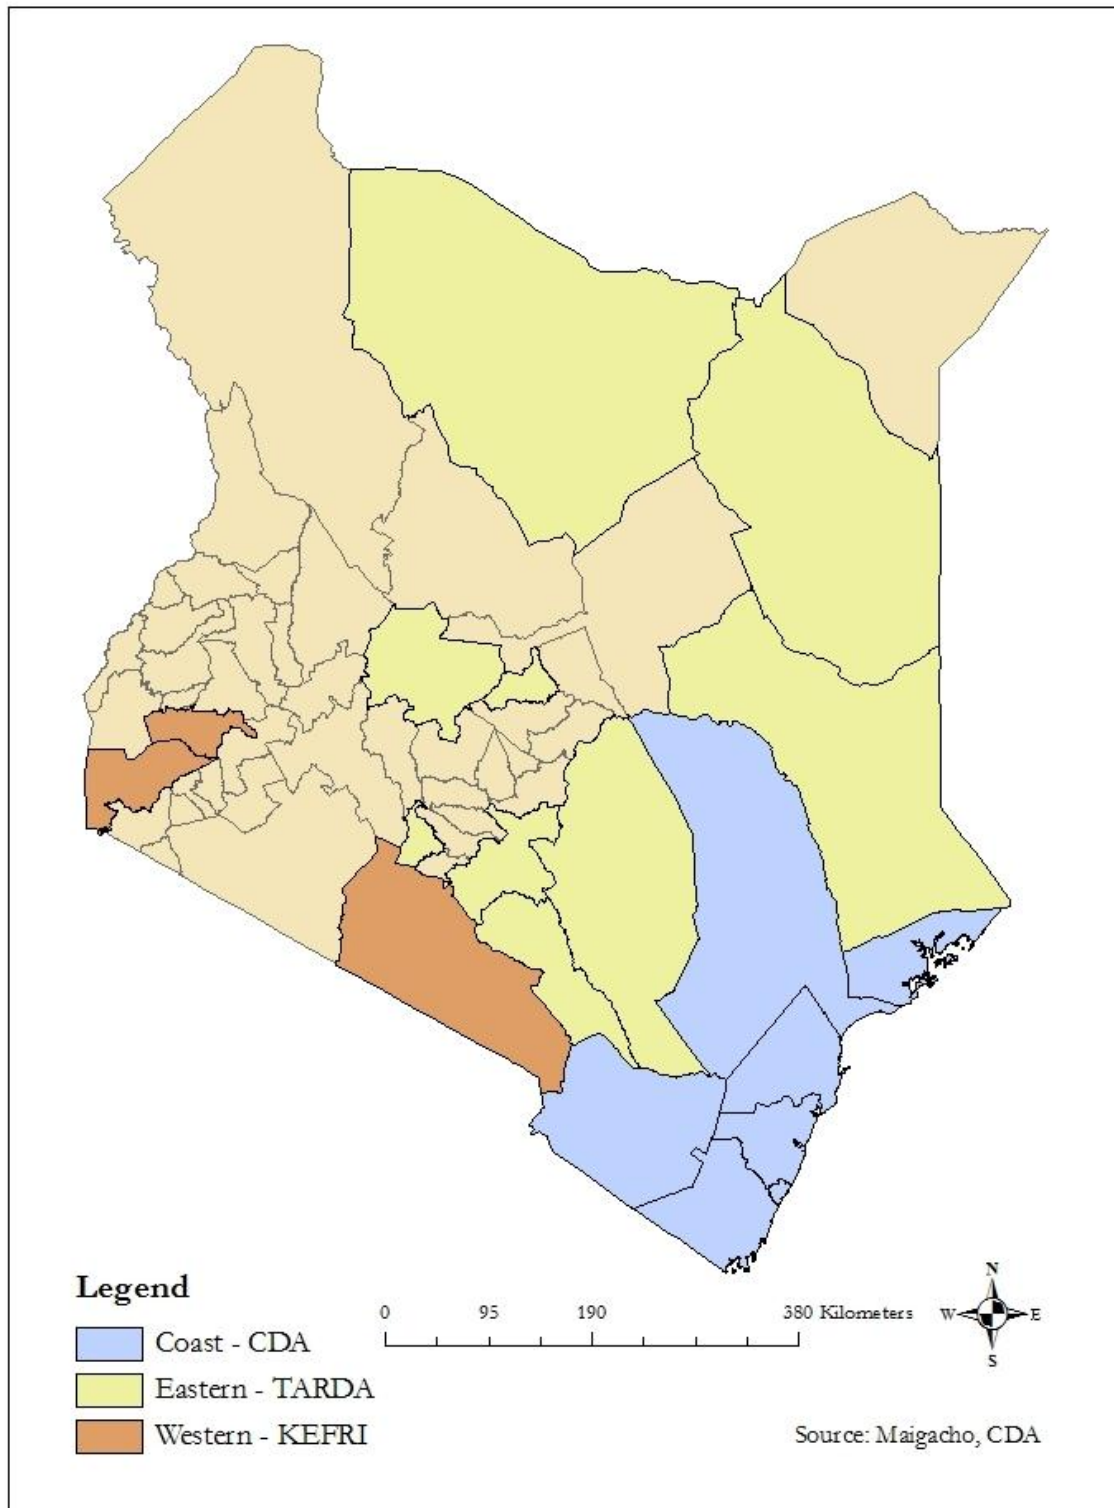 Legend
Coast - CDA
Eastern - TARDA
Western - KEFRI
0 95 190 380 Kilometers
N
W E
S
Source: Maigacho, CDA